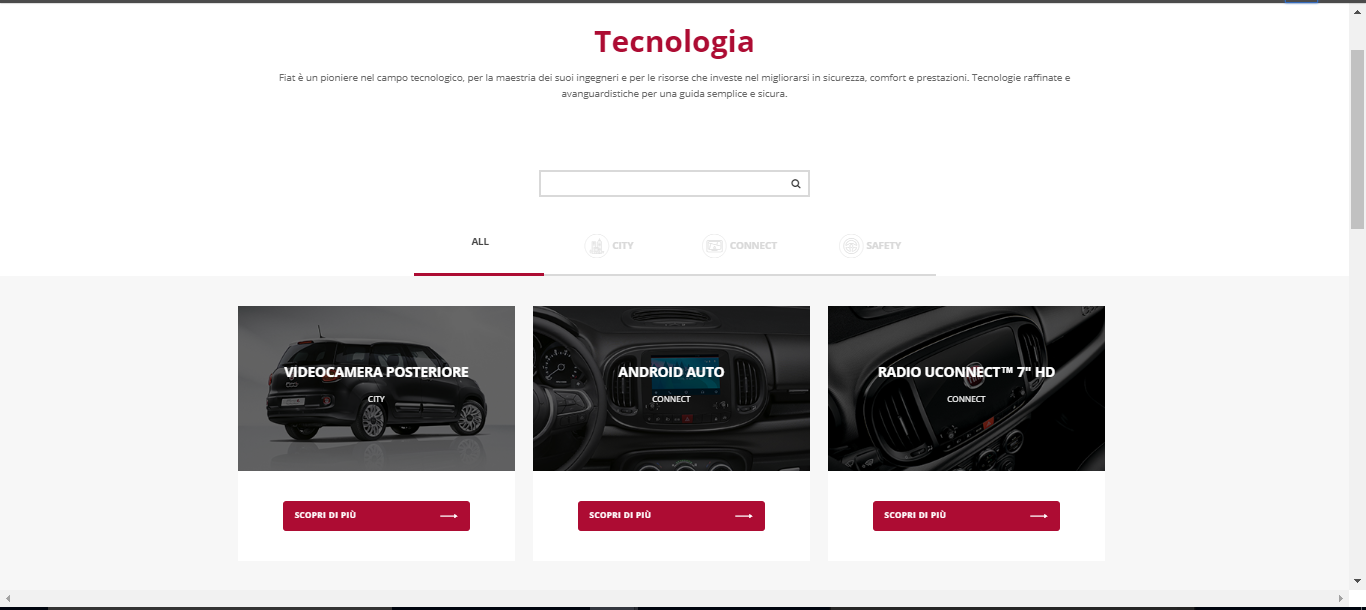 Tecnologia
Fiat è un pioniere nel campo tecnologico, per la maestria dei suoi ingegneri e per le risorse che investe nel migliorarsi in sicurezza, comfort e prestazioni. Tecnologie raffinate e
avanguardistiche per una guida semplice e sicura.
ALL
CITY
CONNECT
SAFETY
VIDEOCAMERA POSTERIORE
CITY
ANDROID AUTO
CONNECT
RADIO UCONNECT™ 7" HD
CONNECT
SCOPRI DI PIÙ
SCOPRI DI PIÙ
SCOPRI DI PIÙ